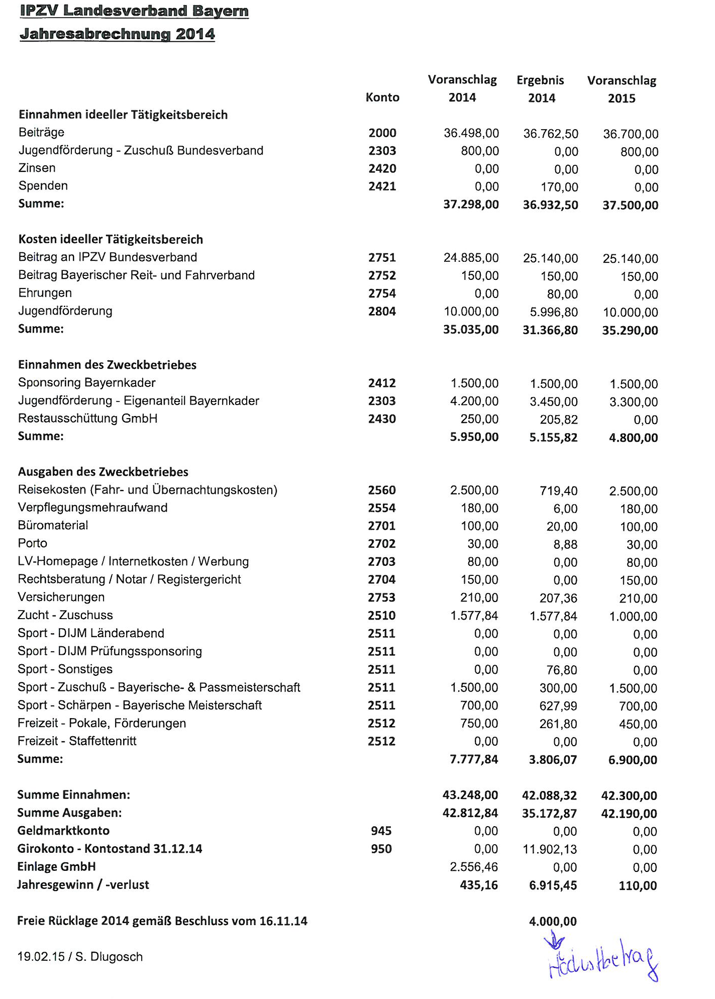 IPZV Landesverband Bayern
Jahresabrechnung 2014
Voranschlag Ergebnis Voranschlag
Konto 2014 2014 2015
Einnahmen ideeller Tätigkeitsbereich
Beiträge 2000 36.498,00 36.762,50 36.700,00
Jugendförderung - Zuschuß Bundesverband 2303 800,00 0,00 800,00
Zinsen 2420 0,00 0,00 0,00
Spenden 2421 0,00 170,00 0,00
Summe: 37.298,00 36.932,50 37.500,00
Kosten ideeller Tätigkeitsbereich
Beitrag an IPZV Bundesverband 2751 24.885,00 25.140,00 25.140,00
Beitrag Bayerischer Reit- und Fahrverband 2752 150,00 150,00 150,00
Ehrungen 2754 0,00 80,00 0,00
Jugendförderung 2804 10.000,00 5.996,80 10.000,00
Summe: 35.035,00 31.366,80 35.290,00
Einnahmen des Zweckbetriebes
Sponsoring Bayernkader 2412 1.500,00 1.500,00 1.500,00
Jugendförderung - Eigenanteil Bayernkader 2303 4.200,00 3.450,00 3.300,00
Restausschüttung GmbH 2430 250,00 205,82 0,00
Summe: 5.950,00 5.155,82 4.800,00
Ausgaben des Zweckbetriebes
Reisekosten (Fahr- und Übernachtungskosten) 2560 2.500,00 719,40 2.500,00
Verpflegungsmehraufwand 2554 180,00 6,00 180,00
Büromaterial 2701 100,00 20,00 100,00
Porto 2702 30,00 8,88 30,00
LV-Homepage / Internetkosten / Werbung 2703 80,00 0,00 80,00
Rechtsberatung / Notar / Registergericht 2704 150,00 0,00 150,00
Versicherungen 2753 210,00 207,36 210,00
Zucht - Zuschuss 2510 1.577,84 1.577,84 1.000,00
Sport - DIJM Länderabend 2511 0,00 0,00 0,00
Sport - DIJM Prüfungssponsoring 2511 0,00 0,00 0,00
Sport - Sonstiges 2511 0,00 76,80 0,00
Sport - Zuschuß - Bayerische- & Passmeisterschaft 2511 1.500,00 300,00 1.500,00
Sport - Schärpen - Bayerische Meisterschaft 2511 700,00 627,99 700,00
Freizeit - Pokale, Förderungen 2512 750,00 261,80 450,00
Freizeit - Staffettenritt 2512 0,00 0,00 0,00
Summe: 7.777,84 3.806,07 6.900,00
Summe Einnahmen: 43.248,00 42.088,32 42.300,00
Summe Ausgaben: 42.812,84 35.172,87 42.190,00
Geldmarktkonto 945 0,00 0,00 0,00
Girokonto - Kontostand 31.12.14 950 0,00 11.902,13 0,00
Einlage GmbH 2.556,46 0,00 0,00
Jahresgewinn / -verlust 435,16 6.915,45 110,00
Freie Rücklage 2014 gemäß Beschluss vom 16.11.14 4.000,00
Höchstbetrag
19.02.15 / S. Dlugosch